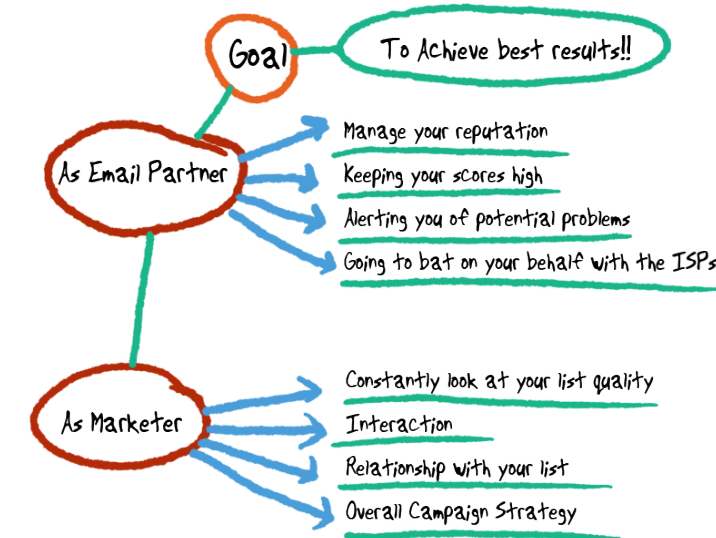 Goal
To Achieve best results!!
As Email Partner
Manage your reputation
Keeping your scores high
Alerting you of potential problems
Going to bat on your behalf with the ISPs
As Marketer
Constantly look at your list quality
Interaction
Relationship with your list
Overall Campaign Strategy